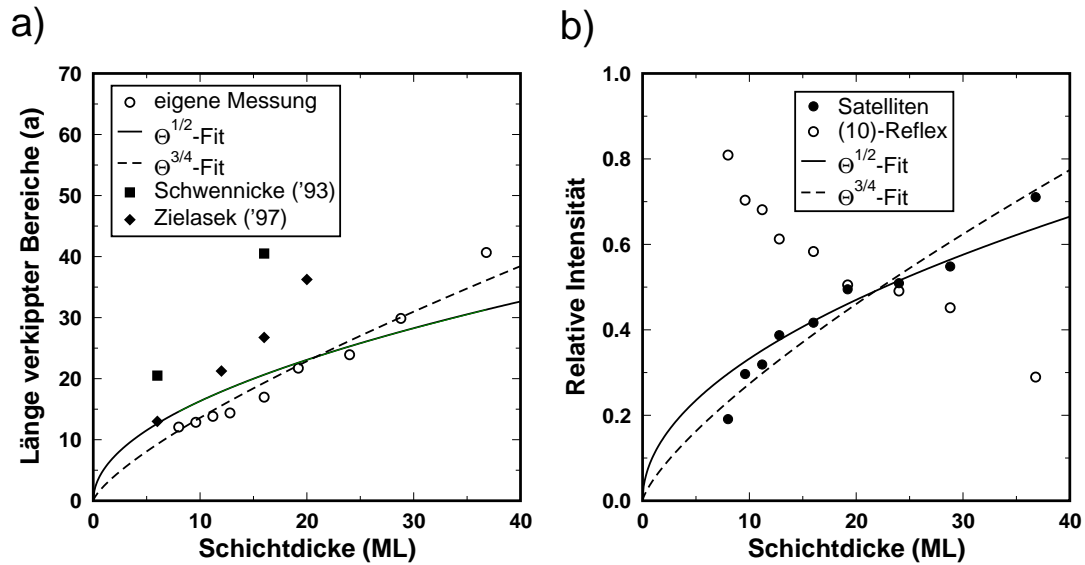 a)
Länge verkippter Bereiche (a)
70
60
50
40
30
20
10
0
eigene Messung
Θ1/2-Fit
Θ3/4-Fit
Schwennicke ('93)
Zielasek ('97)
0 10 20 30 40
Schichtdicke (ML)
b)
Relative Intensität
1.0
0.8
0.6
0.4
0.2
0.0
Satelliten
(10)-Reflex
Θ1/2-Fit
Θ3/4-Fit
0 10 20 30 40
Schichtdicke (ML)